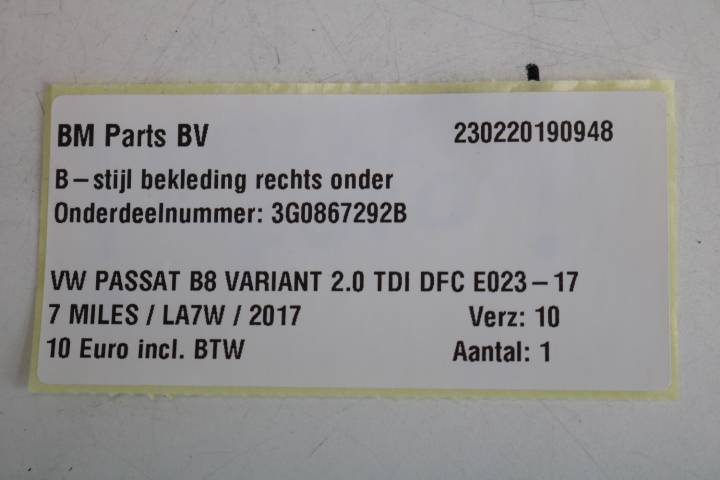 BM Parts BV 230220190948
B-stijl bekleding rechts onder
Onderdeelnummer: 3G0867292B
VW PASSAT B8 VARIANT 2.0 TDI DFC E023-17
7 MILES / LA7W / 2017 Verz: 10
10 Euro incl. BTW Aantal: 1